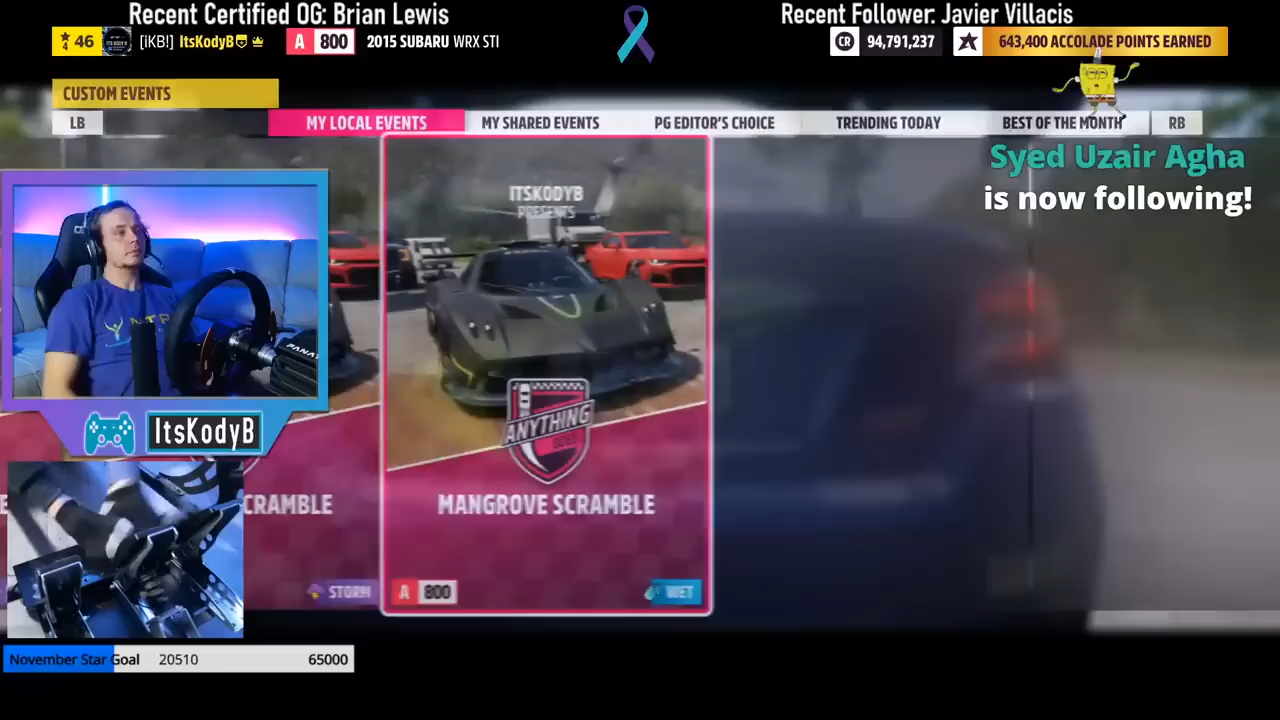 Recent Certified OG: Brian Lewis
Recent Follower: Javier Villacis
4 46 [iKB!] ItsKodyB A 800 2015 SUBARU WRX STI
CR 94,791,237 643,400 ACCOLADE POINTS EARNED
CUSTOM EVENTS
LB MY LOCAL EVENTS MY SHARED EVENTS PG EDITOR'S CHOICE TRENDING TODAY BEST OF THE MONTH RB
Syed Uzair Agha
is now following!
ITSKODYB
PRESENTS
ANYTHING
GOES
ItsKodyB
CRAMBLE
MANGROVE SCRAMBLE
STORM
A 800
WET
November Star Goal 20510 65000